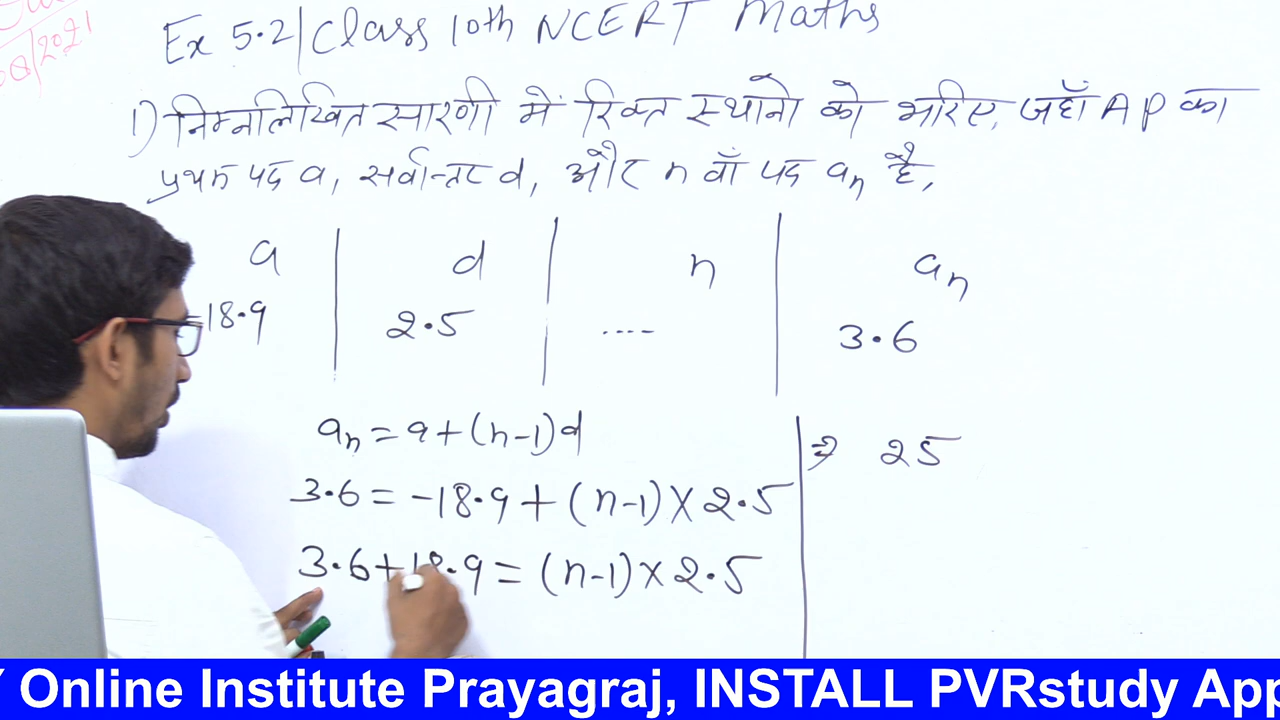 08/2021
Ex 5.2 | Class 10th NCERT Maths
1) निम्नलिखित सारणी में रिक्त स्थानो को भरिए, जहाँ AP का
प्रथम पद a, सर्वान्तर d, और n वाँ पद an है,
a | d | n | an
-18.9 | 2.5 | .... | 3.6
an = a + (n-1)d
3.6 = -18.9 + (n-1) × 2.5
3.6 + 18.9 = (n-1) × 2.5
⇒ 25
Online Institute Prayagraj, INSTALL PVRstudy App